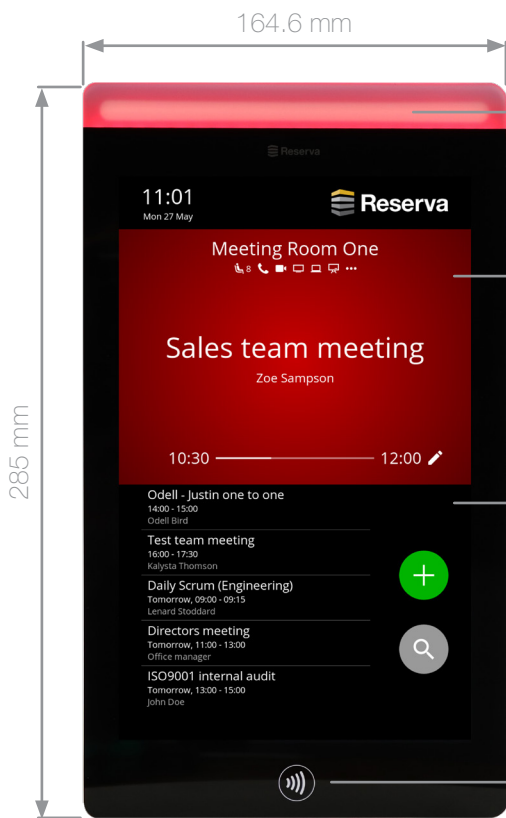 164.6 mm
285 mm
Reserva
11:01
Mon 27 May
Reserva
Meeting Room One
8
Sales team meeting
Zoe Sampson
10:30
12:00
Odell - Justin one to one
14:00 - 15:00
Odell Bird
Test team meeting
16:00 - 17:30
Kalysta Thomson
Daily Scrum (Engineering)
Tomorrow, 09:00 - 09:15
Lenard Stoddard
Directors meeting
Tomorrow, 11:00 - 13:00
Office manager
ISO9001 internal audit
Tomorrow, 13:00 - 15:00
John Doe